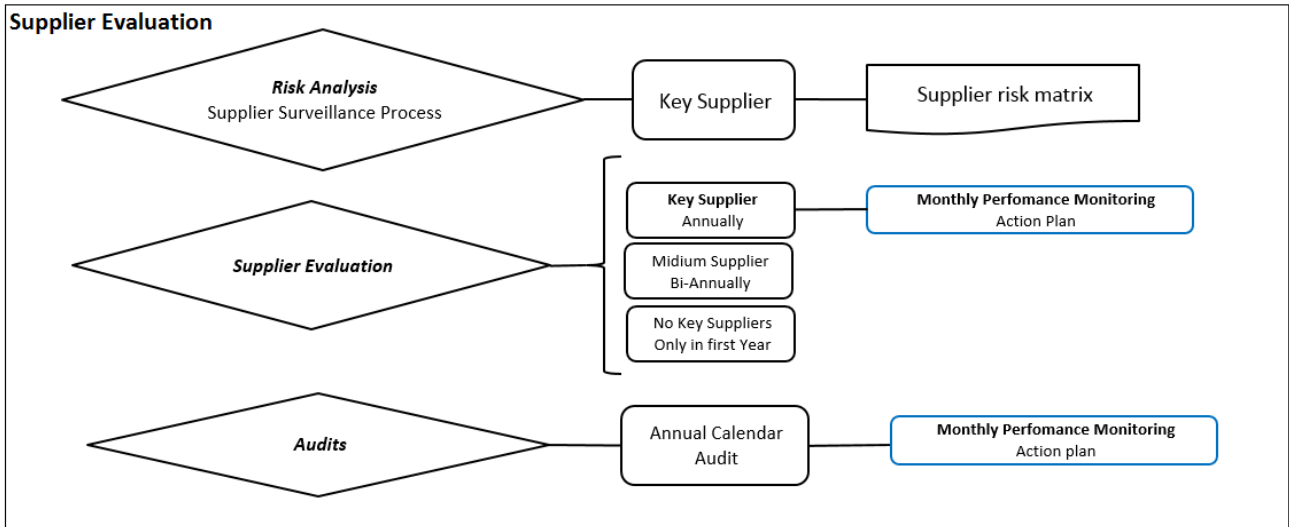 Supplier Evaluation
Risk Analysis
Supplier Surveillance Process
Key Supplier
Supplier risk matrix
Supplier Evaluation
Key Supplier
Annually
Monthly Perfomance Monitoring
Action Plan
Midium Supplier
Bi-Annually
No Key Suppliers
Only in first Year
Audits
Annual Calendar
Audit
Monthly Perfomance Monitoring
Action plan